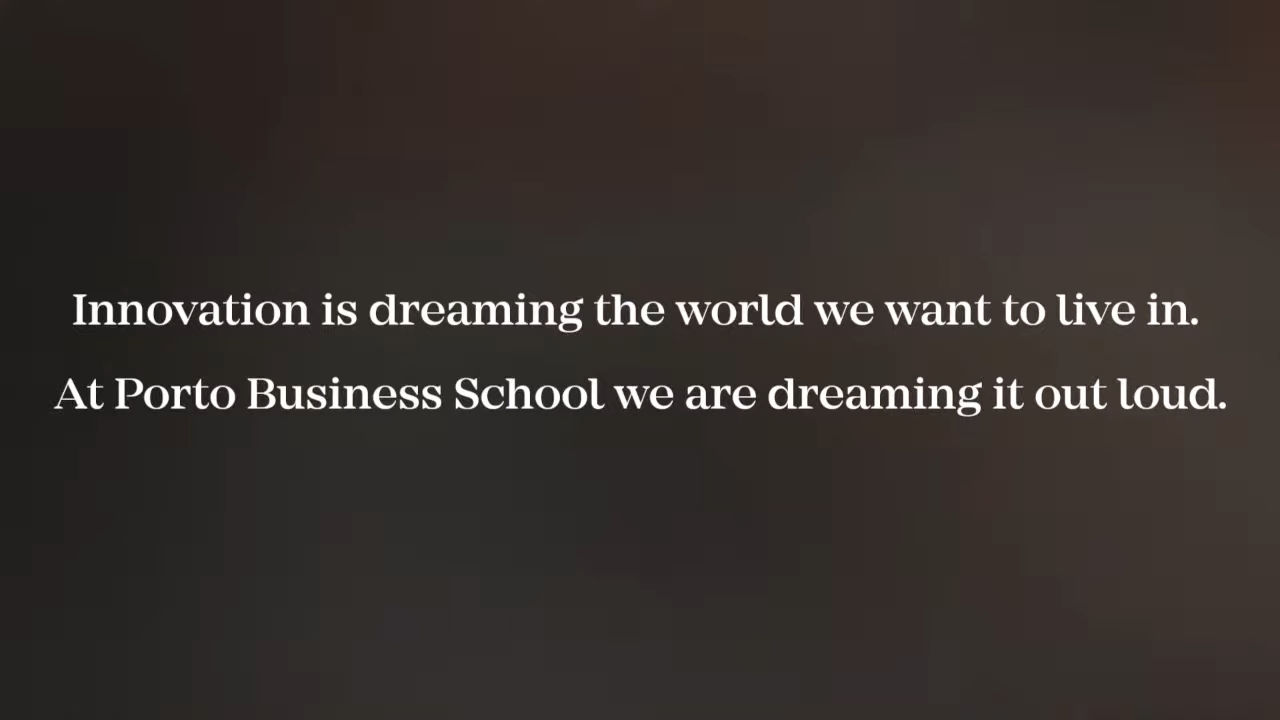 Innovation is dreaming the world we want to live in.
At Porto Business School we are dreaming it out loud.